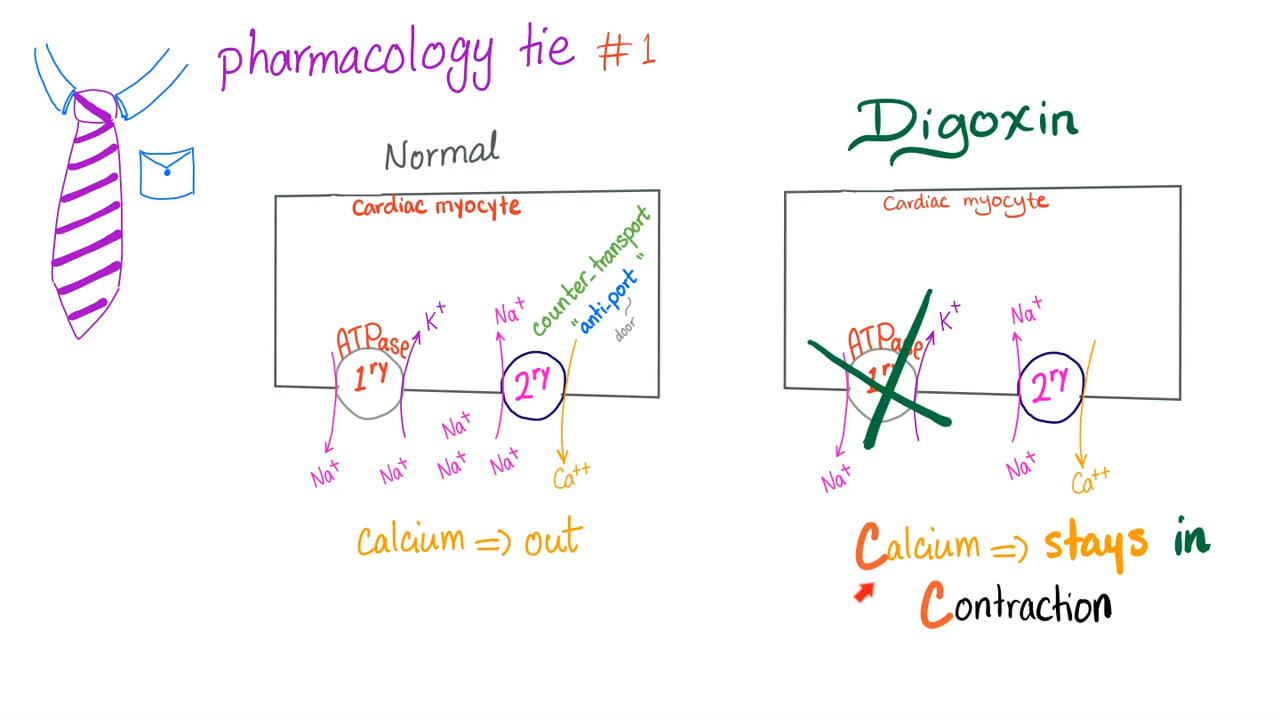 pharmacology tie #1
Normal
Cardiac myocyte
counter-transport
"anti-port"
door
ATPase
1ry
K+
Na+
2ry
Na+
Na+
Na+
Na+
Na+
Ca++
Calcium => out
Digoxin
Cardiac myocyte
ATPase
1ry
K+
Na+
2ry
Na+
Na+
Ca++
Calcium => stays in
Contraction